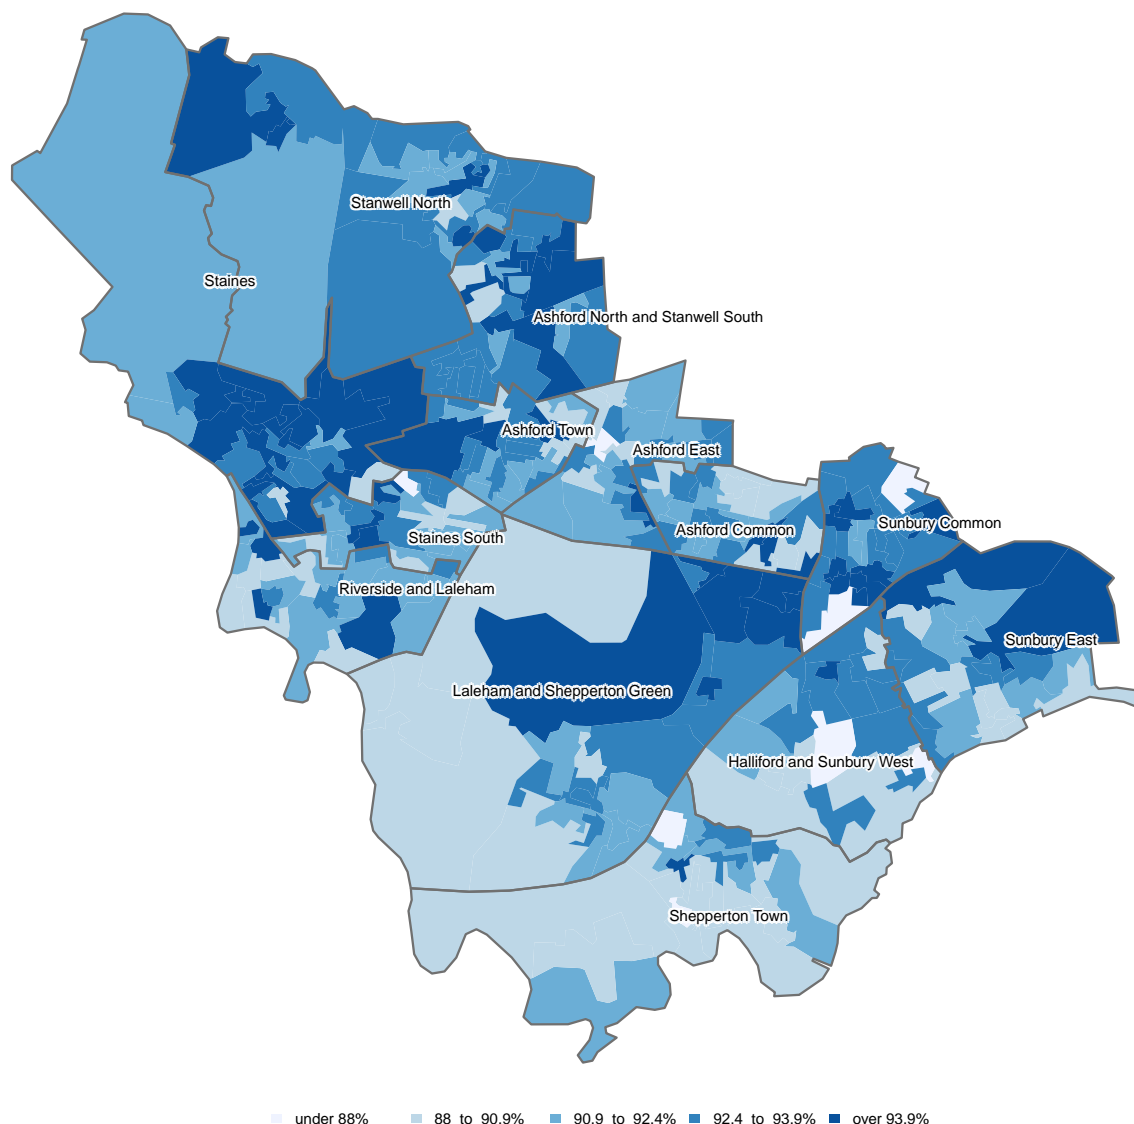 Stanwell North
Staines
Ashford North and Stanwell South
Ashford Town
Ashford East
Sunbury Common
Ashford Common
Staines South
Riverside and Laleham
Sunbury East
Laleham and Shepperton Green
Halliford and Sunbury West
Shepperton Town
under 88% 88 to 90.9% 90.9 to 92.4% 92.4 to 93.9% over 93.9%